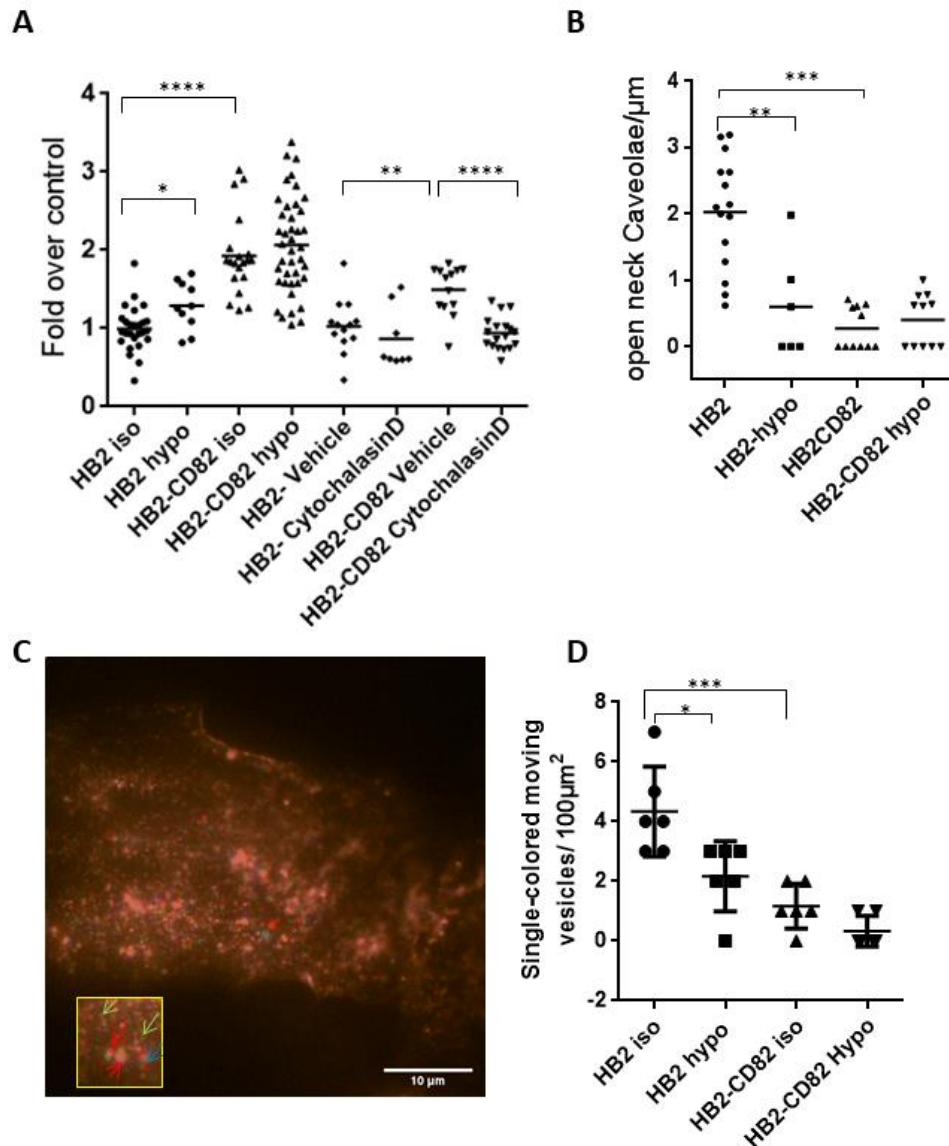 A
Fold over control
4
3
2
1
0
****
*
**
****
HB2 iso
HB2 hypo
HB2-CD82 iso
HB2-CD82 hypo
HB2- Vehicle
HB2- CytochalasinD
HB2-CD82 Vehicle
HB2-CD82 CytochalasinD
B
open neck Caveolae/µm
4
3
2
1
0
***
**
HB2
HB2-hypo
HB2CD82
HB2-CD82 hypo
C
10 µm
D
Single-colored moving
vesicles/ 100µm²
8
6
4
2
0
-2
***
*
HB2 iso
HB2 hypo
HB2-CD82 iso
HB2-CD82 Hypo